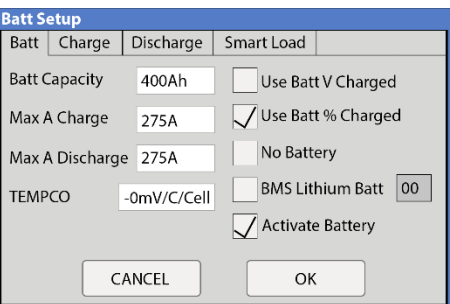 Batt Setup
Batt Charge Discharge Smart Load
Batt Capacity 400Ah Use Batt V Charged
Max A Charge 275A Use Batt % Charged
Max A Discharge 275A No Battery
TEMPCO -0mV/C/Cell BMS Lithium Batt 00
Activate Battery
CANCEL OK